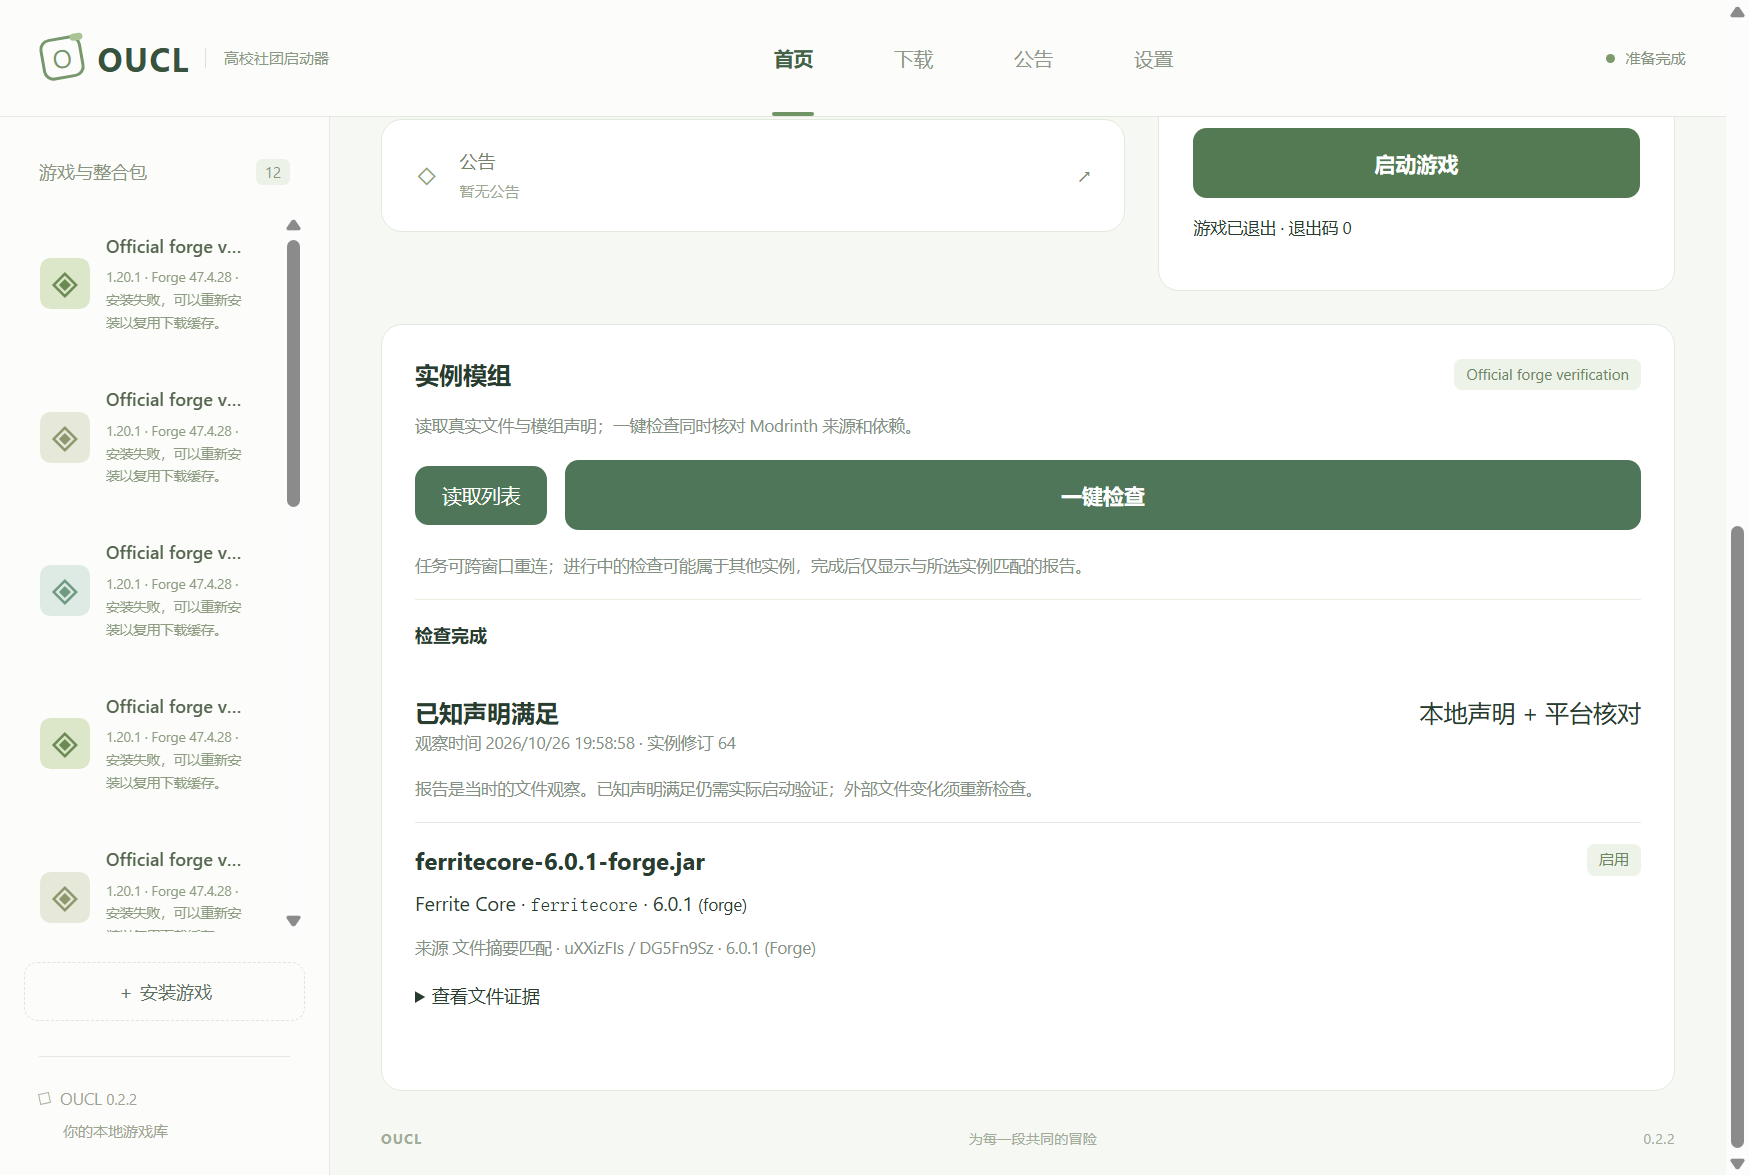 O OUCL 高校社团启动器
首页 下载 公告 设置
准备完成
游戏与整合包 12
Official forge v...
1.20.1 · Forge 47.4.28 ·
安装失败，可以重新安
装以复用下载缓存。
Official forge v...
1.20.1 · Forge 47.4.28 ·
安装失败，可以重新安
装以复用下载缓存。
Official forge v...
1.20.1 · Forge 47.4.28 ·
安装失败，可以重新安
装以复用下载缓存。
Official forge v...
1.20.1 · Forge 47.4.28 ·
安装失败，可以重新安
装以复用下载缓存。
Official forge v...
1.20.1 · Forge 47.4.28 ·
安装失败，可以重新安
+ 安装游戏
OUCL 0.2.2
你的本地游戏库
公告
暂无公告
↗
启动游戏
游戏已退出 · 退出码 0
实例模组
Official forge verification
读取真实文件与模组声明；一键检查同时核对 Modrinth 来源和依赖。
读取列表
一键检查
任务可跨窗口重连；进行中的检查可能属于其他实例，完成后仅显示与所选实例匹配的报告。
检查完成
已知声明满足
本地声明 + 平台核对
观察时间 2026/10/26 19:58:58 · 实例修订 64
报告是当时的文件观察。已知声明满足仍需实际启动验证；外部文件变化须重新检查。
ferritecore-6.0.1-forge.jar
启用
Ferrite Core · ferritecore · 6.0.1 (forge)
来源 文件摘要匹配 · uXXizFIs / DG5Fn9Sz · 6.0.1 (Forge)
▶ 查看文件证据
OUCL
为每一段共同的冒险
0.2.2